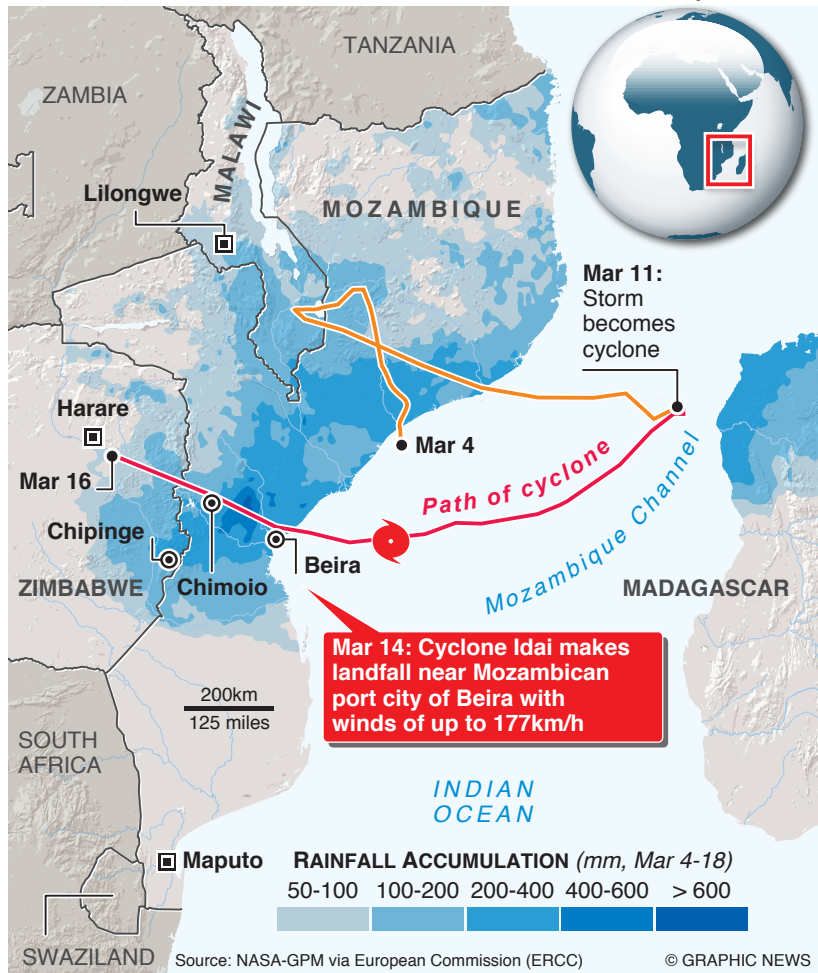 TANZANIA
ZAMBIA
MALAWI
Lilongwe
MOZAMBIQUE
Mar 11:
Storm
becomes
cyclone
Harare
Mar 4
Mar 16
Path of cyclone
Mozambique Channel
Chipinge
Beira
ZIMBABWE
Chimoio
MADAGASCAR
Mar 14: Cyclone Idai makes
landfall near Mozambican
port city of Beira with
winds of up to 177km/h
200km
125 miles
SOUTH
AFRICA
INDIAN
OCEAN
Maputo
RAINFALL ACCUMULATION (mm, Mar 4-18)
50-100 100-200 200-400 400-600 > 600
SWAZILAND
Source: NASA-GPM via European Commission (ERCC)
© GRAPHIC NEWS